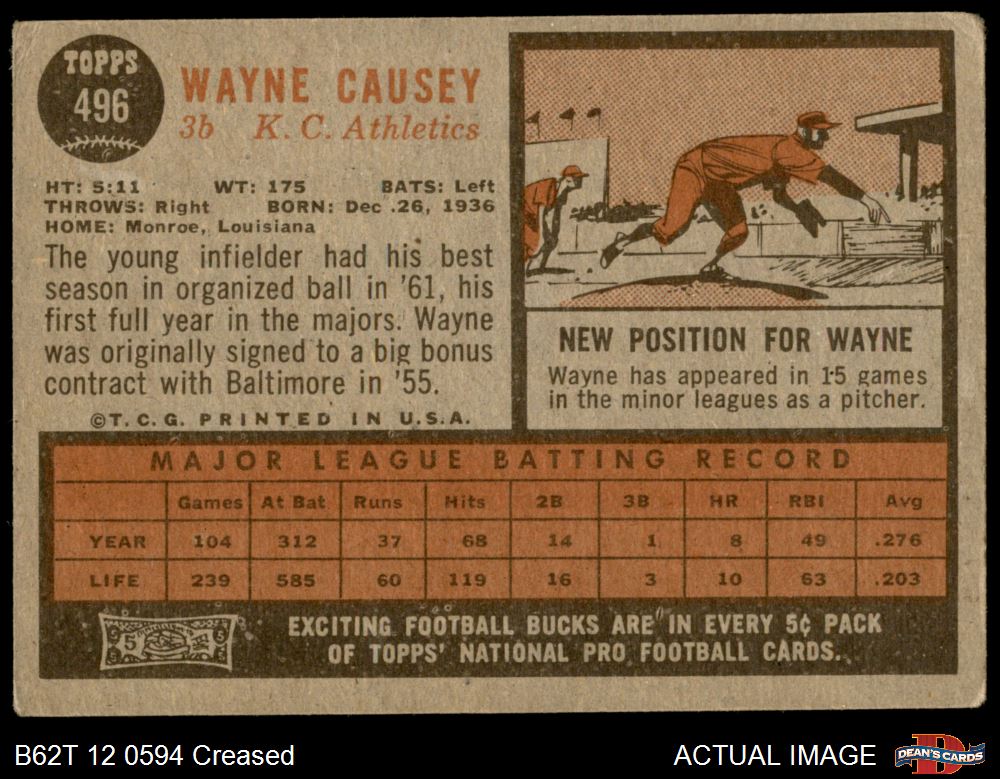 TOPPS
496
WAYNE CAUSEY
3b K. C. Athletics
HT: 5:11 WT: 175 BATS: Left
THROWS: Right BORN: Dec .26, 1936
HOME: Monroe, Louisiana
The young infielder had his best
season in organized ball in '61, his
first full year in the majors. Wayne
was originally signed to a big bonus
contract with Baltimore in '55.
©T. C. G. PRINTED IN U.S.A.
NEW POSITION FOR WAYNE
Wayne has appeared in 15 games
in the minor leagues as a pitcher.
MAJOR LEAGUE BATTING RECORD
Games At Bat Runs Hits 2B 3B HR RBI Avg
YEAR 104 312 37 68 14 1 8 49 .276
LIFE 239 585 60 119 16 3 10 63 .203
5 5 5
EXCITING FOOTBALL BUCKS ARE IN EVERY 5¢ PACK
OF TOPPS' NATIONAL PRO FOOTBALL CARDS.
B62T 12 0594 Creased
ACTUAL IMAGE
D
DEAN'S CARDS